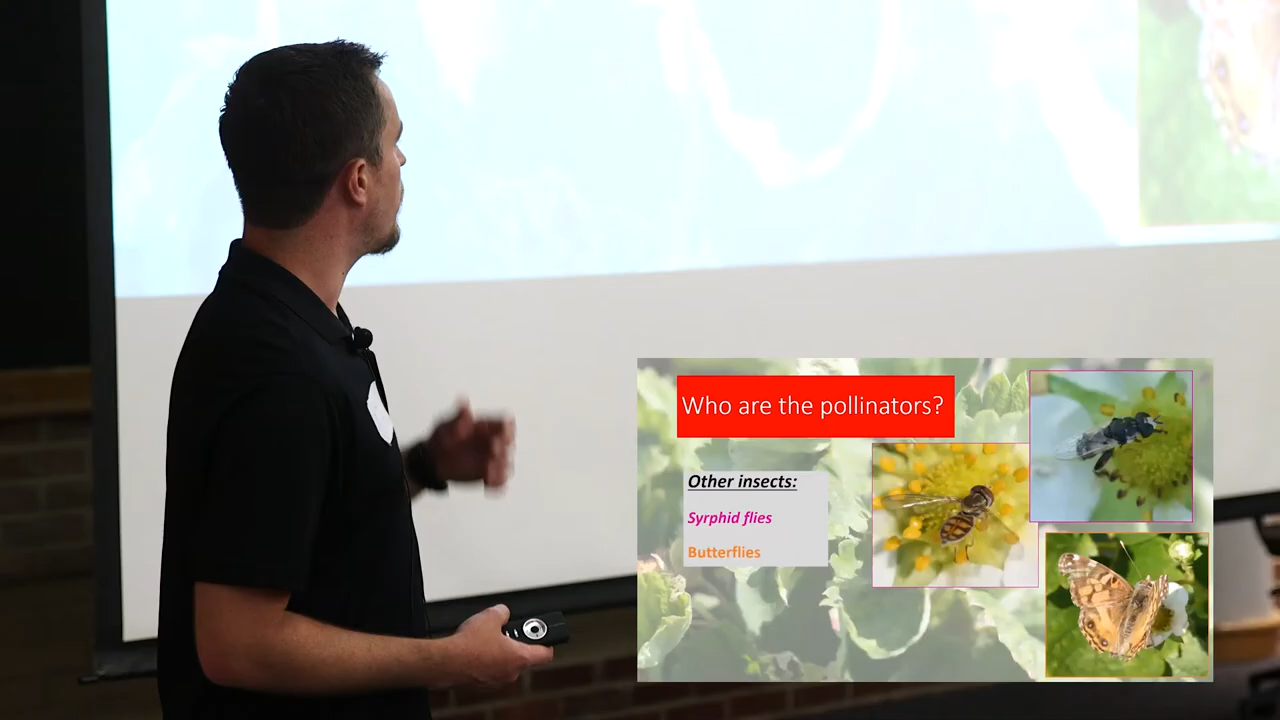 Who are the pollinators?
Other insects:
Syrphid flies
Butterflies